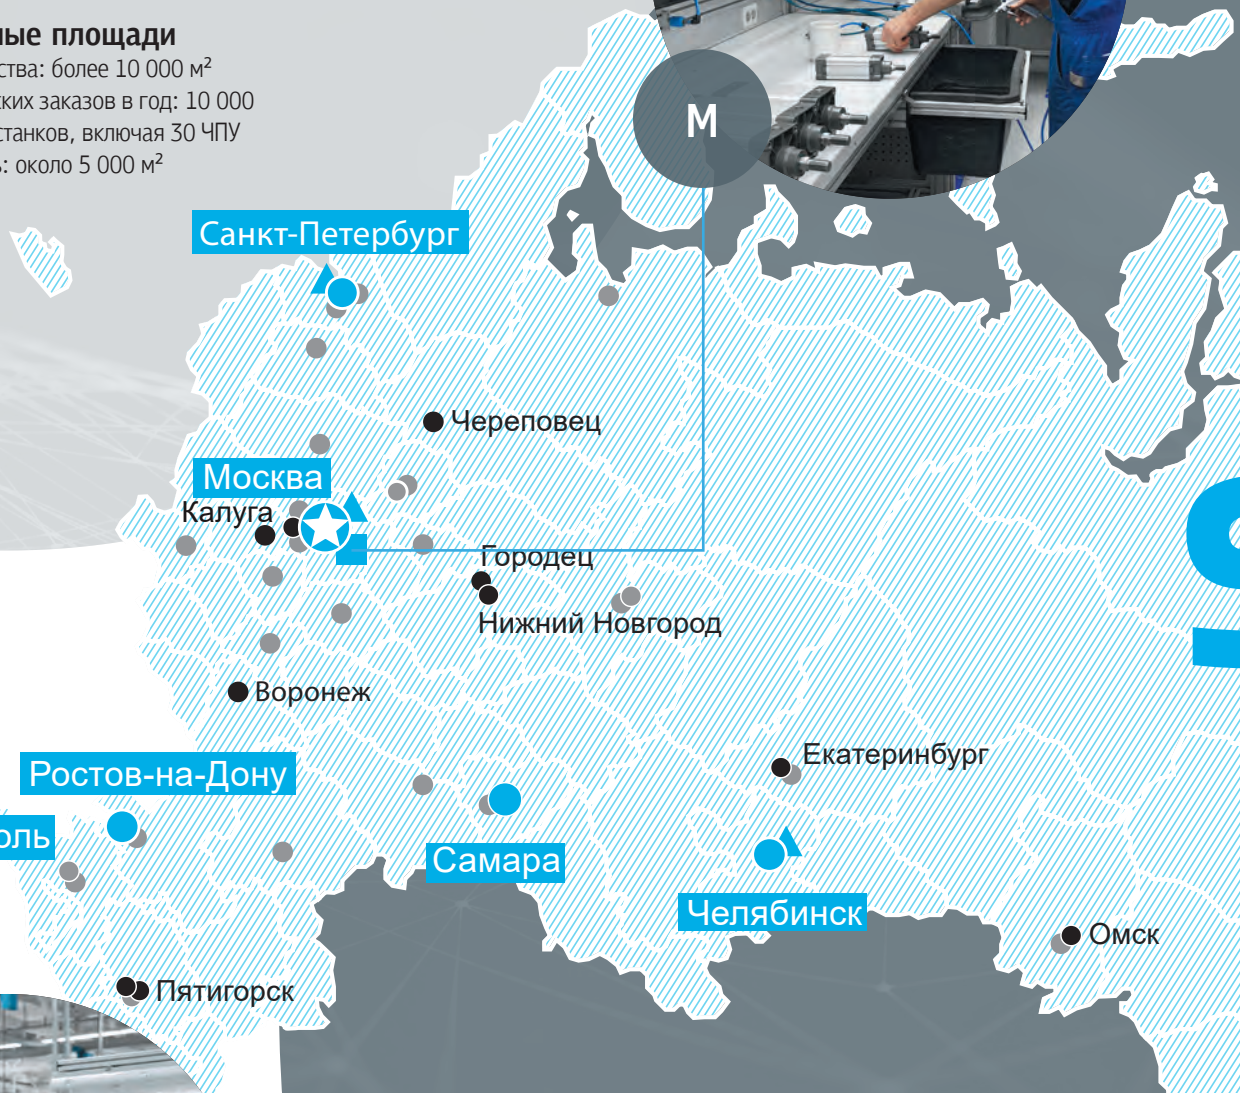 ные площади
ства: более 10 000 м²
ких заказов в год: 10 000
станков, включая 30 ЧПУ
: около 5 000 м²
М
Санкт-Петербург
Череповец
Москва
Калуга
Городец
Нижний Новгород
Воронеж
Екатеринбург
Ростов-на-Дону
оль
Самара
Челябинск
Омск
Пятигорск